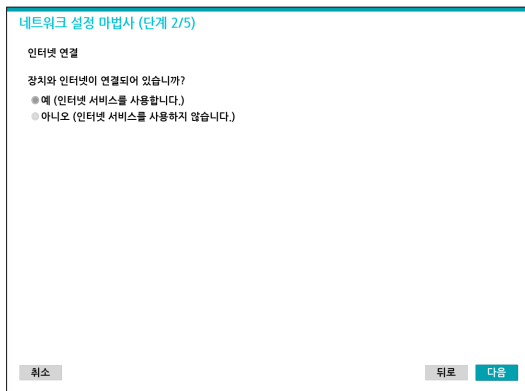 네트워크 설정 마법사 (단계 2/5)
인터넷 연결
장치와 인터넷이 연결되어 있습니까?
예 (인터넷 서비스를 사용합니다.)
아니오 (인터넷 서비스를 사용하지 않습니다.)
취소 뒤로 다음